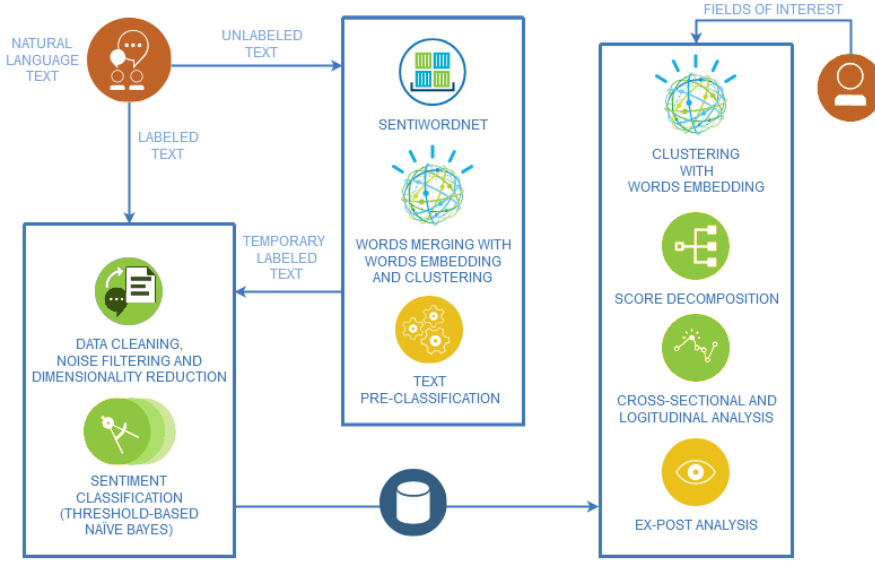 FIELDS OF INTEREST
NATURAL
LANGUAGE
TEXT
UNLABELED
TEXT
LABELED
TEXT
SENTIWORDNET
WORDS MERGING WITH
WORDS EMBEDDING
AND CLUSTERING
TEXT
PRE-CLASSIFICATION
TEMPORARY
LABELED
TEXT
DATA CLEANING,
NOISE FILTERING AND
DIMENSIONALITY REDUCTION
SENTIMENT
CLASSIFICATION
(THRESHOLD-BASED
NAÏVE BAYES)
CLUSTERING
WITH
WORDS EMBEDDING
SCORE DECOMPOSITION
CROSS-SECTIONAL AND
LOGITUDINAL ANALYSIS
EX-POST ANALYSIS